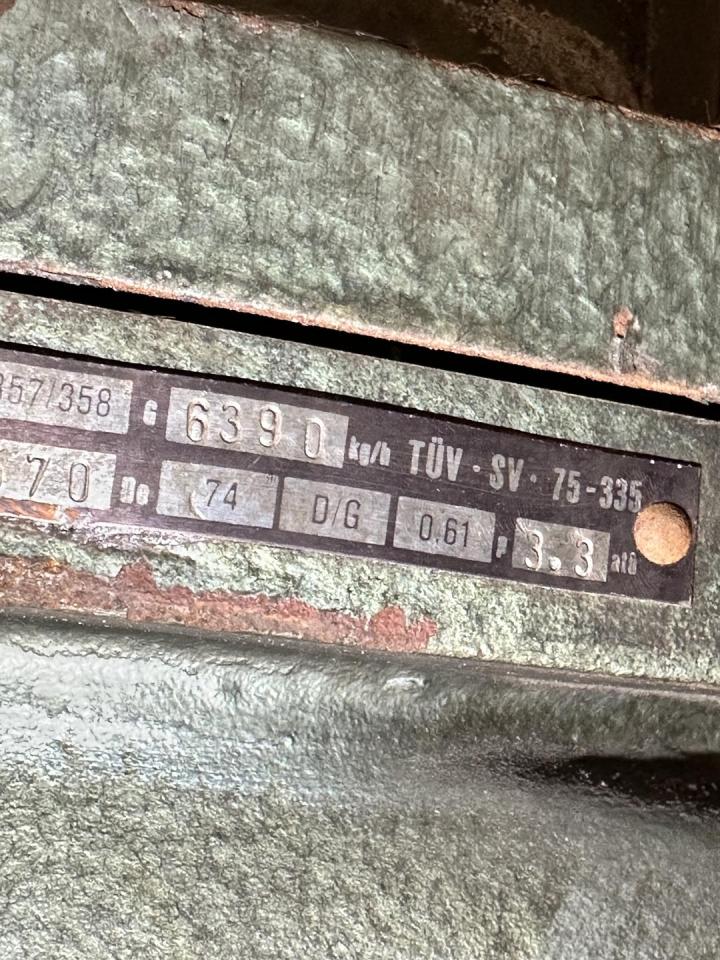 357/358 G 6390 kg/h TÜV · SV · 75-335
70 do 74 D/G 0,61 P 3.3 atü